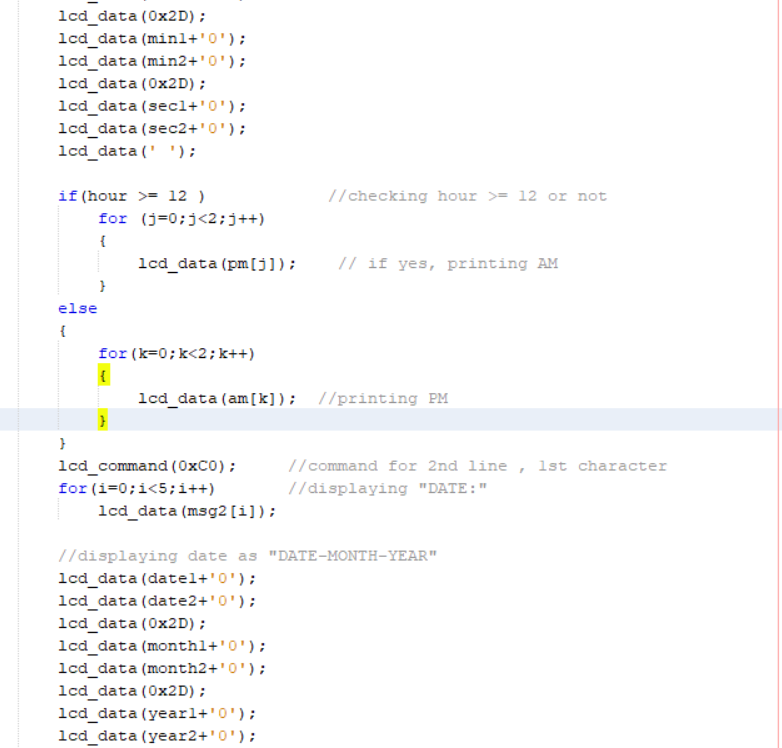 lcd_data(0x2D);
lcd_data(min1+'0');
lcd_data(min2+'0');
lcd_data(0x2D);
lcd_data(sec1+'0');
lcd_data(sec2+'0');
lcd_data(' ');
if(hour >= 12 ) //checking hour >= 12 or not
for (j=0;j<2;j++)
{
lcd_data(pm[j]); // if yes, printing AM
}
else
{
for(k=0;k<2;k++)
{
lcd_data(am[k]); //printing PM
}
}
lcd_command(0xC0); //command for 2nd line , 1st character
for(i=0;i<5;i++) //displaying "DATE:"
lcd_data(msg2[i]);
//displaying date as "DATE-MONTH-YEAR"
lcd_data(date1+'0');
lcd_data(date2+'0');
lcd_data(0x2D);
lcd_data(month1+'0');
lcd_data(month2+'0');
lcd_data(0x2D);
lcd_data(year1+'0');
lcd_data(year2+'0');